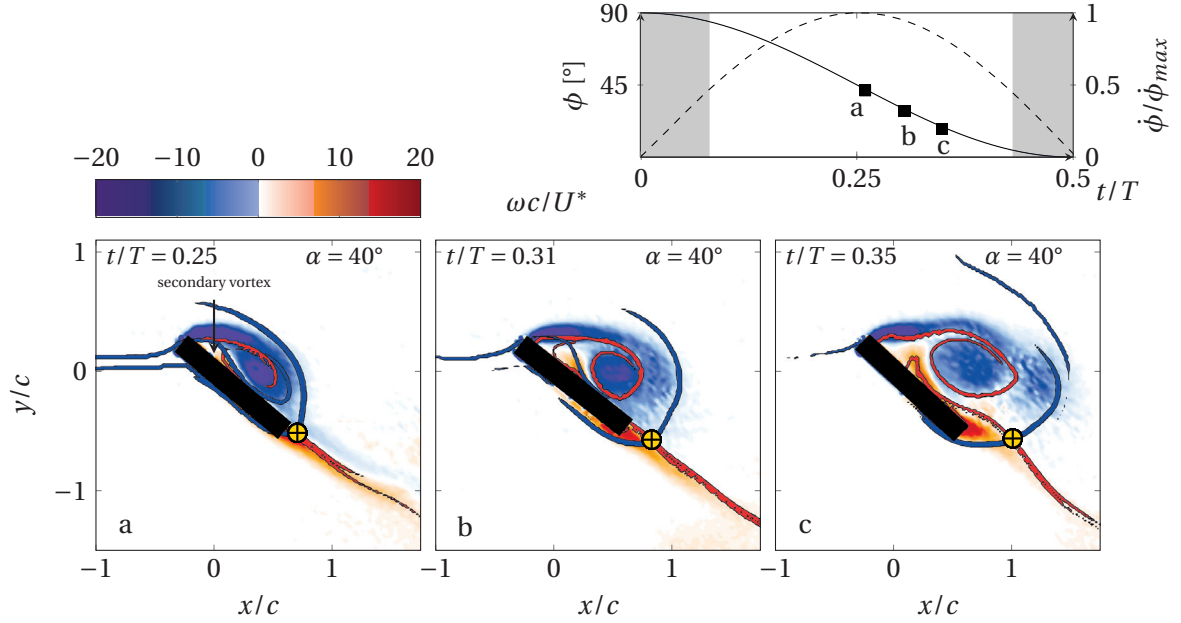 90
45
0
ϕ [°]
a
b
c
1
0.5
0
ϕ̇/ϕ̇max
0
0.25
0.5
t/T
−20 −10 0 10 20
ωc/U*
t/T = 0.25 α = 40°
secondary vortex
a
t/T = 0.31 α = 40°
b
t/T = 0.35 α = 40°
c
1
0
−1
y/c
−1 0 1
x/c
−1 0 1
x/c
−1 0 1
x/c